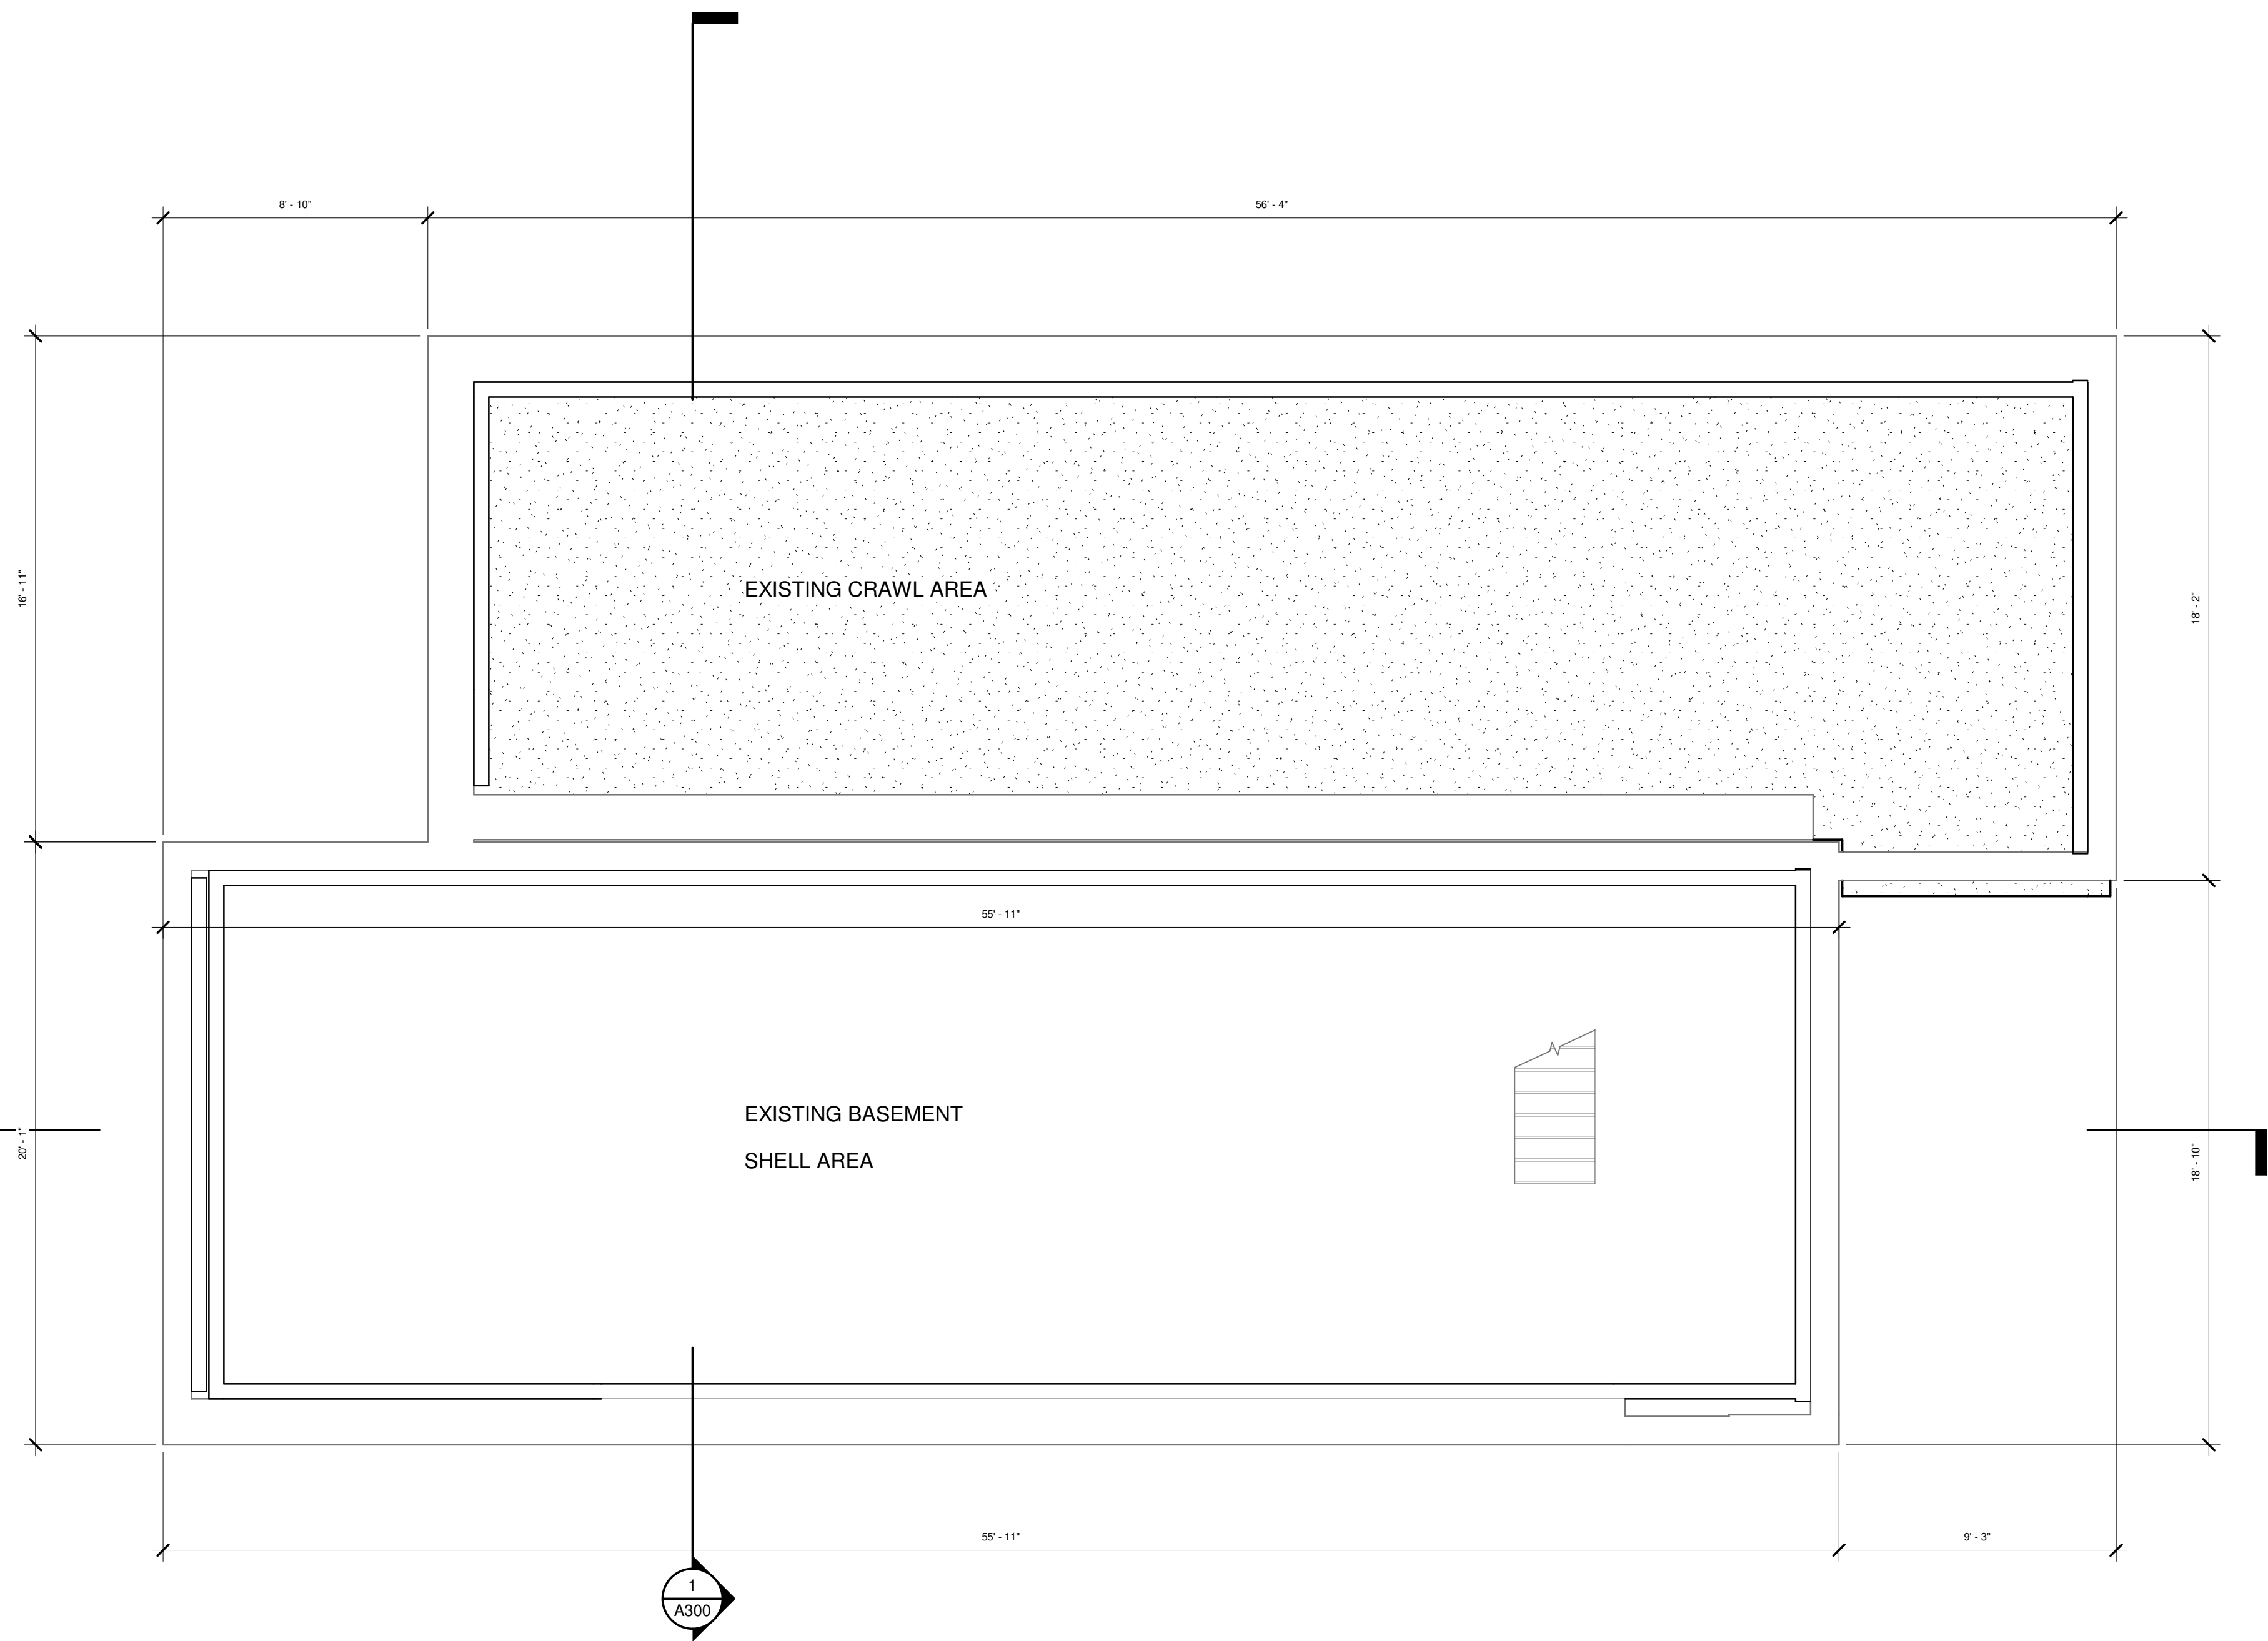 8' - 10"
56' - 4"
16' - 11"
18' - 2"
EXISTING CRAWL AREA
55' - 11"
EXISTING BASEMENT
SHELL AREA
20' - 1"
18' - 10"
55' - 11"
9' - 3"
1
A300